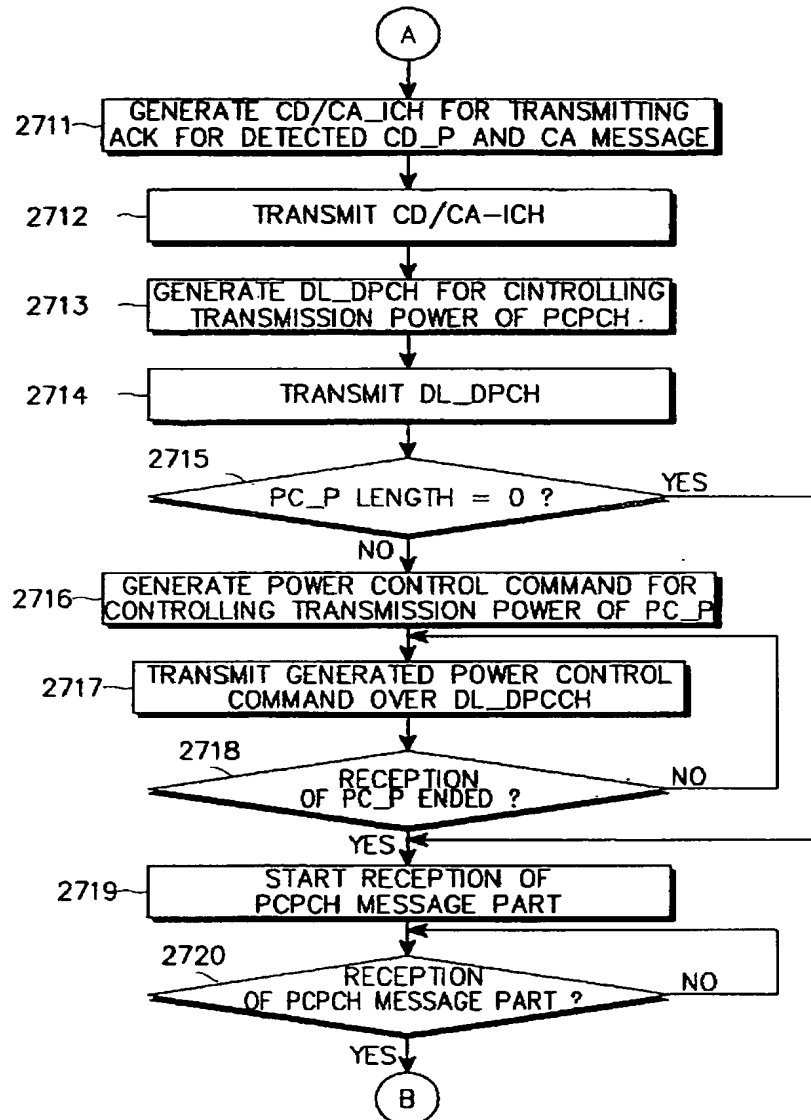 A
2711
GENERATE CD/CA_ICH FOR TRANSMITTING
ACK FOR DETECTED CD_P AND CA MESSAGE
2712
TRANSMIT CD/CA-ICH
2713
GENERATE DL_DPCH FOR CINTROLLING
TRANSMISSION POWER OF PCPCH
2714
TRANSMIT DL_DPCH
2715
PC_P LENGTH = 0 ?
YES
NO
2716
GENERATE POWER CONTROL COMMAND FOR
CONTROLLING TRANSMISSION POWER OF PC_P
2717
TRANSMIT GENERATED POWER CONTROL
COMMAND OVER DL_DPCCH
2718
RECEPTION
OF PC_P ENDED ?
NO
YES
2719
START RECEPTION OF
PCPCH MESSAGE PART
2720
RECEPTION
OF PCPCH MESSAGE PART ?
NO
YES
B